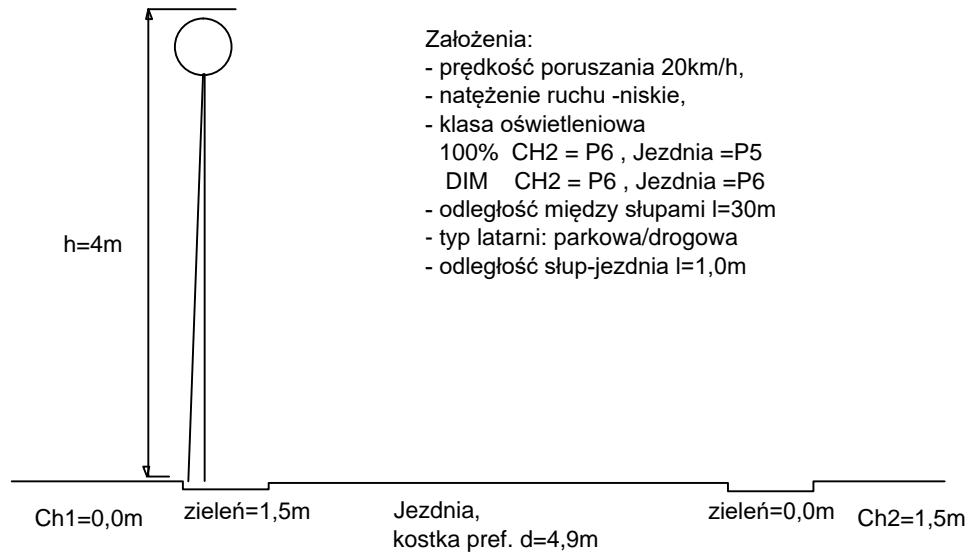 Założenia:
- prędkość poruszania 20km/h,
- natężenie ruchu -niskie,
- klasa oświetleniowa
100% CH2 = P6 , Jezdnia =P5
DIM CH2 = P6 , Jezdnia =P6
- odległość między słupami l=30m
- typ latarni: parkowa/drogowa
- odległość słup-jezdnia l=1,0m
h=4m
Ch1=0,0m
zieleń=1,5m
Jezdnia,
kostka pref. d=4,9m
zieleń=0,0m
Ch2=1,5m